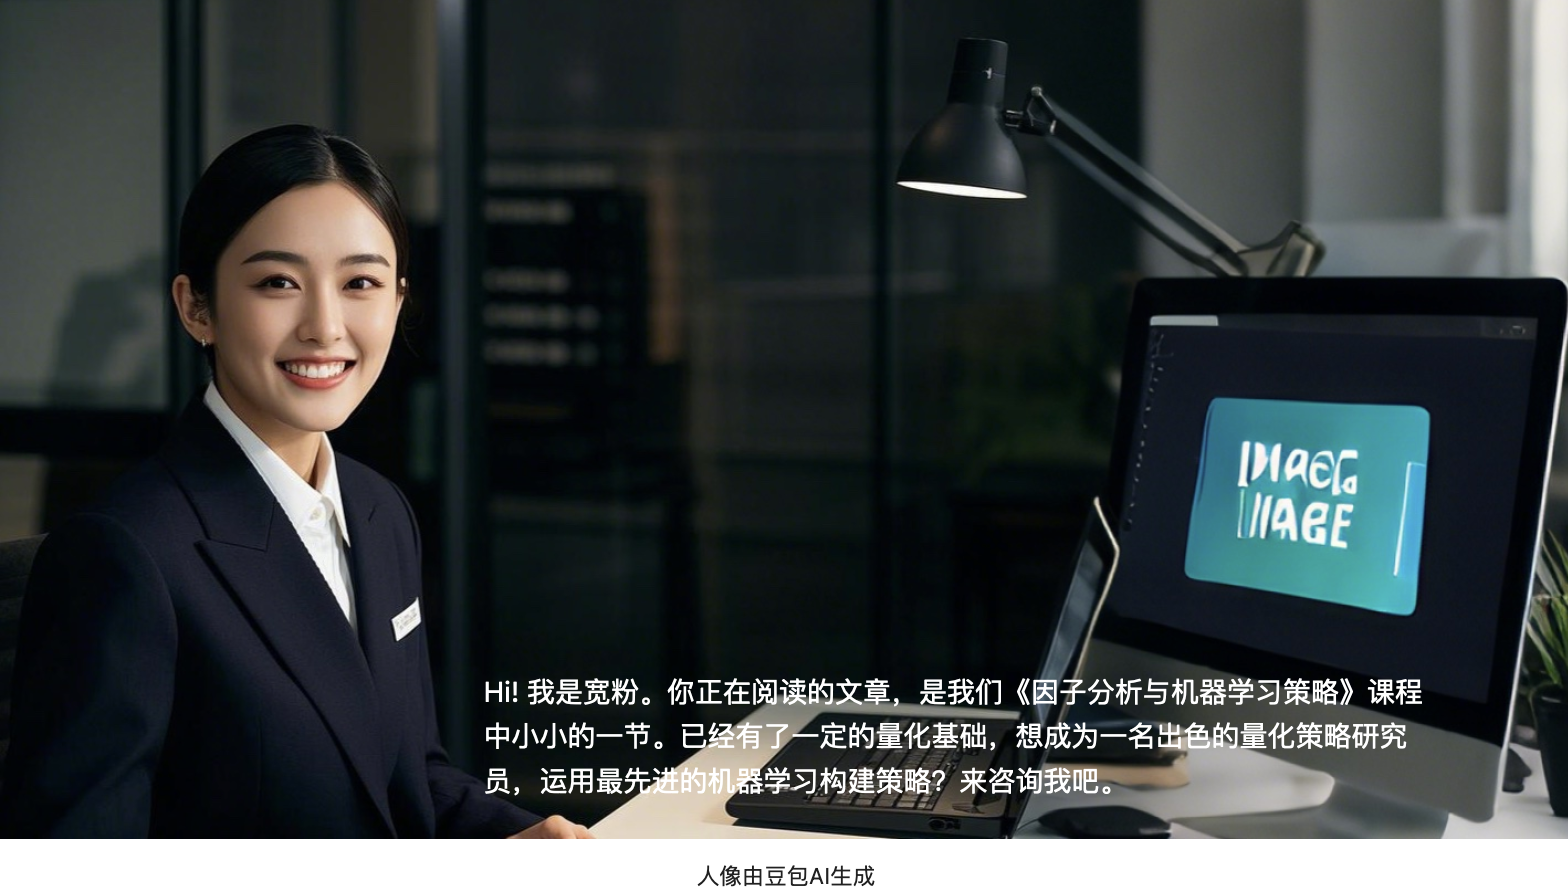 Hi! 我是宽粉。你正在阅读的文章，是我们《因子分析与机器学习策略》课程
中小小的一节。已经有了一定的量化基础，想成为一名出色的量化策略研究
员，运用最先进的机器学习构建策略？来咨询我吧。
人像由豆包AI生成